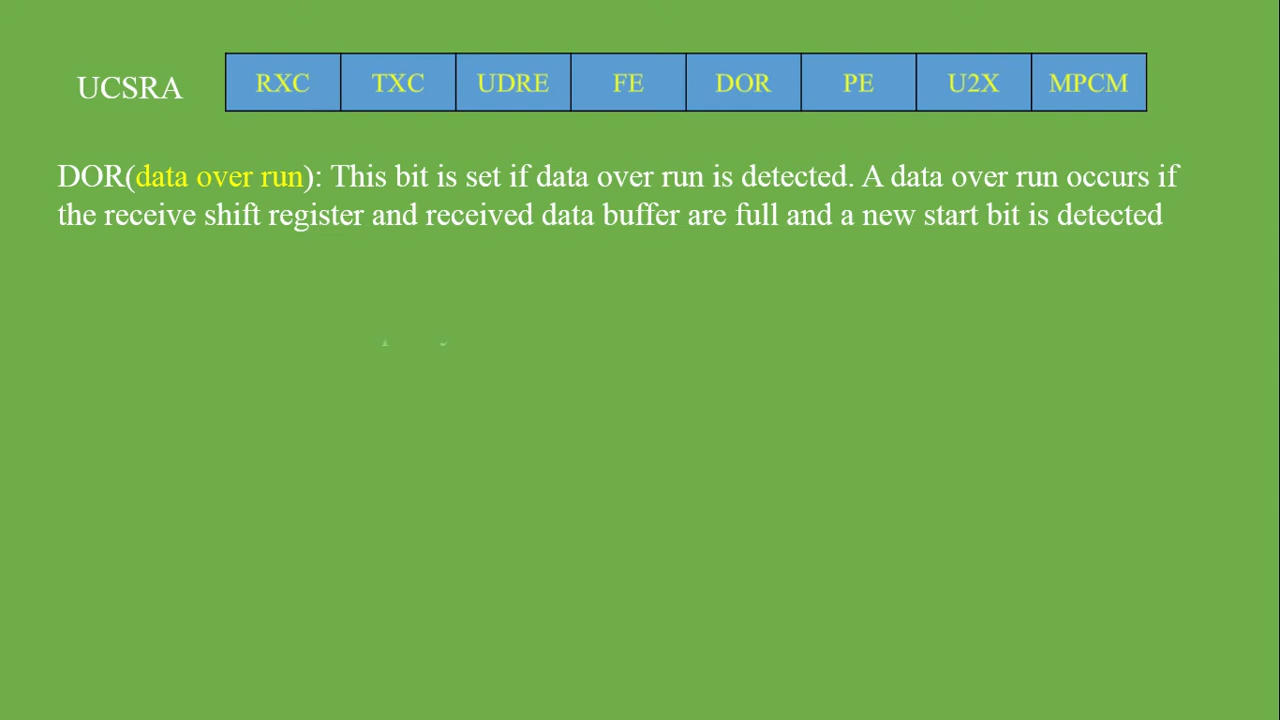 UCSRA RXC TXC UDRE FE DOR PE U2X MPCM
DOR(data over run): This bit is set if data over run is detected. A data over run occurs if
the receive shift register and received data buffer are full and a new start bit is detected